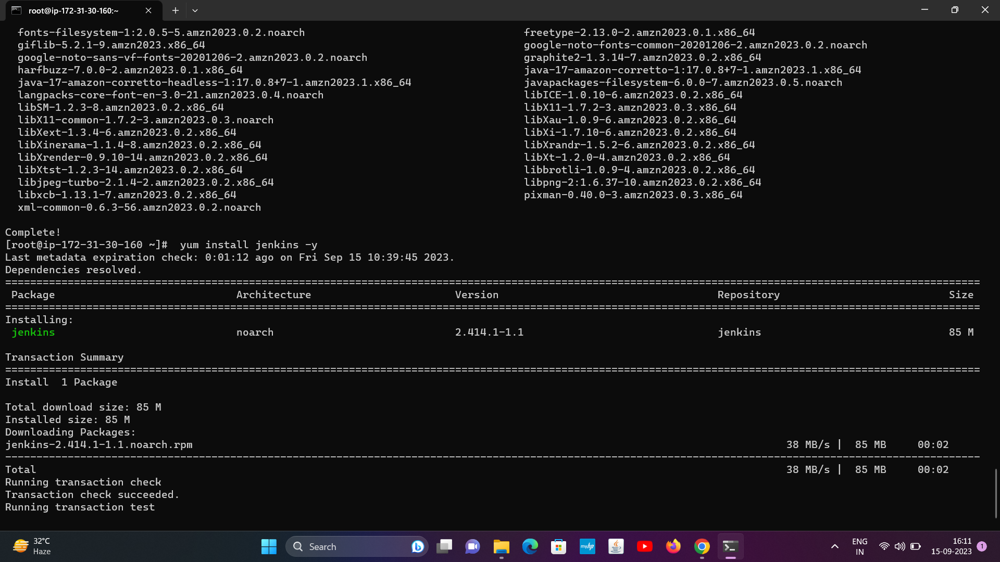 root@ip-172-31-30-160:~
fonts-filesystem-1:2.0.5-5.amzn2023.0.2.noarch freetype-2.13.0-2.amzn2023.0.1.x86_64
giflib-5.2.1-9.amzn2023.x86_64 google-noto-fonts-common-20201206-2.amzn2023.0.2.noarch
google-noto-sans-vf-fonts-20201206-2.amzn2023.0.2.noarch graphite2-1.3.14-7.amzn2023.0.2.x86_64
harfbuzz-7.0.0-2.amzn2023.0.1.x86_64 java-17-amazon-corretto-1:17.0.8+7-1.amzn2023.1.x86_64
java-17-amazon-corretto-headless-1:17.0.8+7-1.amzn2023.1.x86_64 javapackages-filesystem-6.0.0-7.amzn2023.0.5.noarch
langpacks-core-font-en-3.0-21.amzn2023.0.4.noarch libICE-1.0.10-6.amzn2023.0.2.x86_64
libSM-1.2.3-8.amzn2023.0.2.x86_64 libX11-1.7.2-3.amzn2023.0.3.x86_64
libX11-common-1.7.2-3.amzn2023.0.3.noarch libXau-1.0.9-6.amzn2023.0.2.x86_64
libXext-1.3.4-6.amzn2023.0.2.x86_64 libXi-1.7.10-6.amzn2023.0.2.x86_64
libXinerama-1.1.4-8.amzn2023.0.2.x86_64 libXrandr-1.5.2-6.amzn2023.0.2.x86_64
libXrender-0.9.10-14.amzn2023.0.2.x86_64 libXt-1.2.0-4.amzn2023.0.2.x86_64
libXtst-1.2.3-14.amzn2023.0.2.x86_64 libbrotli-1.0.9-4.amzn2023.0.2.x86_64
libjpeg-turbo-2.1.4-2.amzn2023.0.2.x86_64 libpng-2:1.6.37-10.amzn2023.0.2.x86_64
libxcb-1.13.1-7.amzn2023.0.2.x86_64 pixman-0.40.0-3.amzn2023.0.3.x86_64
xml-common-0.6.3-56.amzn2023.0.2.noarch
Complete!
[root@ip-172-31-30-160 ~]#  yum install jenkins -y
Last metadata expiration check: 0:01:12 ago on Fri Sep 15 10:39:45 2023.
Dependencies resolved.
Package Architecture Version Repository Size
Installing:
jenkins noarch 2.414.1-1.1 jenkins 85 M
Transaction Summary
Install  1 Package
Total download size: 85 M
Installed size: 85 M
Downloading Packages:
jenkins-2.414.1-1.1.noarch.rpm 38 MB/s | 85 MB 00:02
Total 38 MB/s | 85 MB 00:02
Running transaction check
Transaction check succeeded.
Running transaction test
32°C
Haze
Search
myhp
ENG
IN
16:11
15-09-2023
1